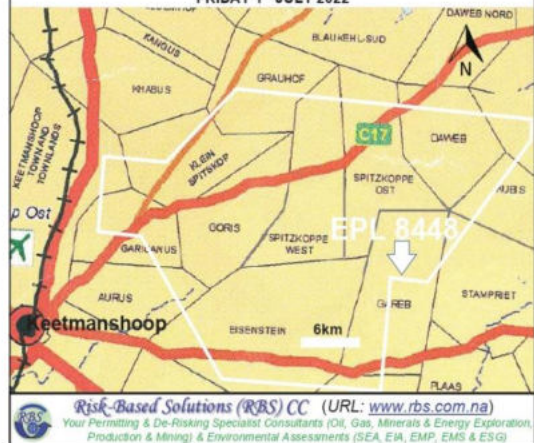 FRIDAY 1ST JULY 2022
DAWEB NORD
BLAUKEHL-SUD
KANGUS
N
GRAUHOF
KHABUS
C17
DAWEB
KEETMANSHOOP
TOWN AND
TOWNLANDS
KLEIN
SPITSKOP
SPITZKOPPE
OST
NUBIS
p Ost
GORIS
EPL 8448
GARIGANUS
SPITZKOPPE
WEST
AURUS
STAMPRIET
GAREB
Keetmanshoop
EISENSTEIN
6km
PLAAS
RBS
Risk-Based Solutions (RBS) CC (URL: www.rbs.com.na)
Your Permitting & De-Risking Specialist Consultants (Oil, Gas, Minerals & Energy Exploration,
Production & Mining) & Environmental Assessments (SEA, EIA, EMP, EMS & ESG)